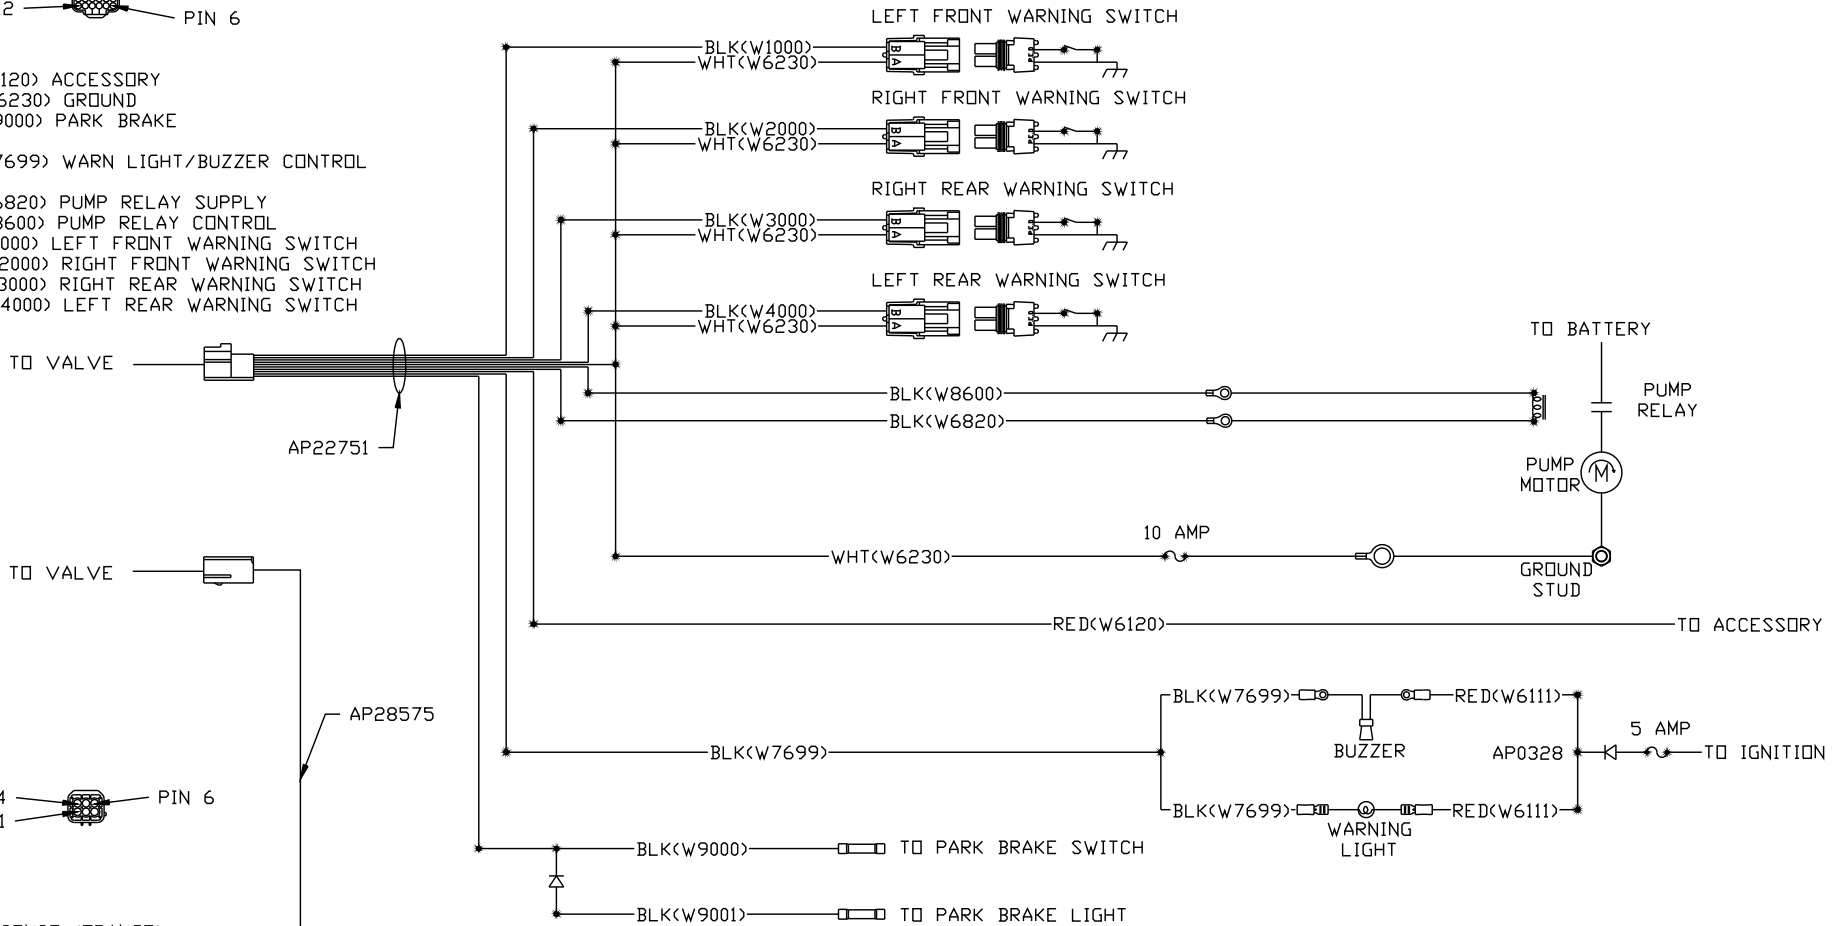 PIN 6
LEFT FRONT WARNING SWITCH
BLK(W1000)
WHT(W6230)
B
A
120) ACCESSORY
6230) GROUND
9000) PARK BRAKE
7699) WARN LIGHT/BUZZER CONTROL
6820) PUMP RELAY SUPPLY
8600) PUMP RELAY CONTROL
000) LEFT FRONT WARNING SWITCH
2000) RIGHT FRONT WARNING SWITCH
3000) RIGHT REAR WARNING SWITCH
4000) LEFT REAR WARNING SWITCH
RIGHT FRONT WARNING SWITCH
BLK(W2000)
WHT(W6230)
B
A
RIGHT REAR WARNING SWITCH
BLK(W3000)
WHT(W6230)
B
A
LEFT REAR WARNING SWITCH
BLK(W4000)
WHT(W6230)
B
A
TO VALVE
AP22751
BLK(W8600)
BLK(W6820)
TO BATTERY
PUMP
RELAY
PUMP
MOTOR
M
WHT(W6230)
10 AMP
GROUND
STUD
TO VALVE
RED(W6120)
TO ACCESSORY
AP28575
BLK(W7699)
BLK(W7699)
RED(W6111)
BUZZER
AP0328
5 AMP
TO IGNITION
BLK(W7699)
RED(W6111)
WARNING
LIGHT
4
PIN 6
1
BLK(W9000)
TO PARK BRAKE SWITCH
BLK(W9001)
TO PARK BRAKE LIGHT